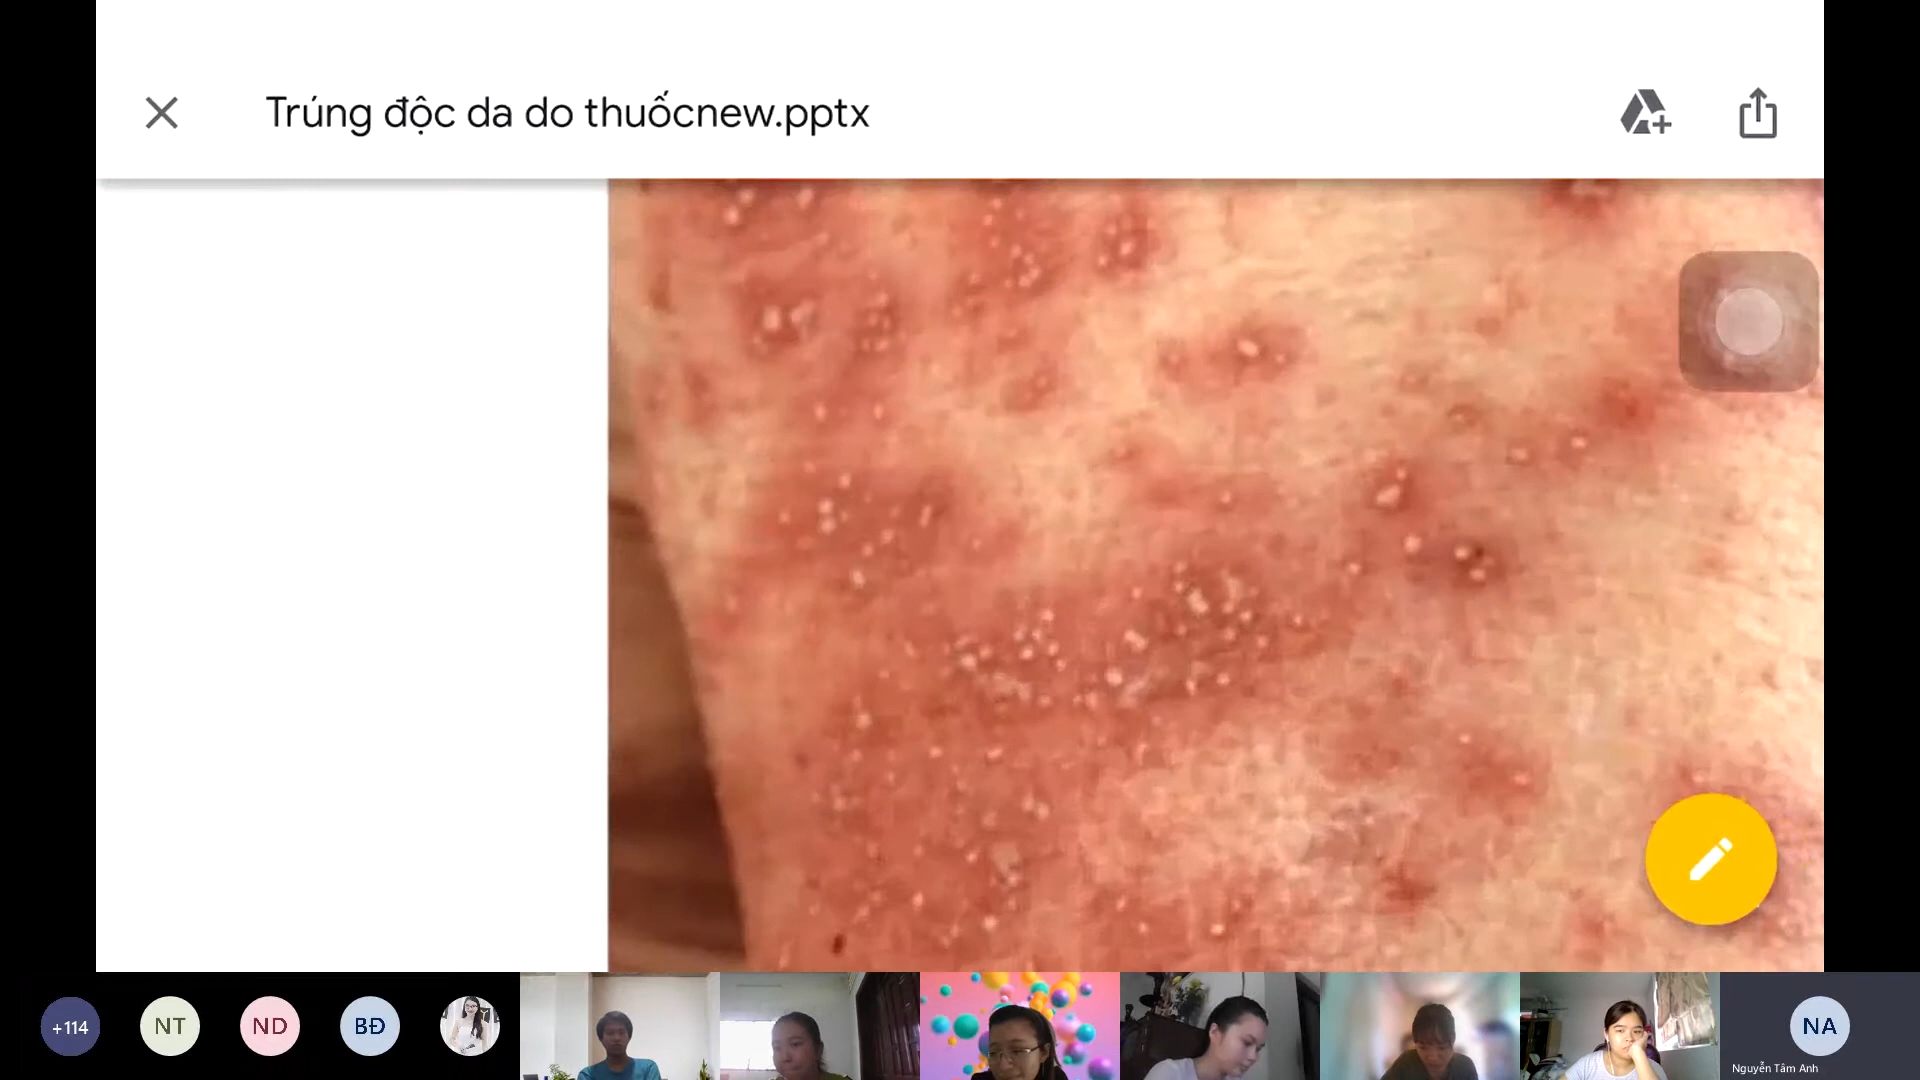 Trúng độc da do thuốcnew.pptx
+114
NT
ND
BĐ
NA
Nguyễn Tâm Anh